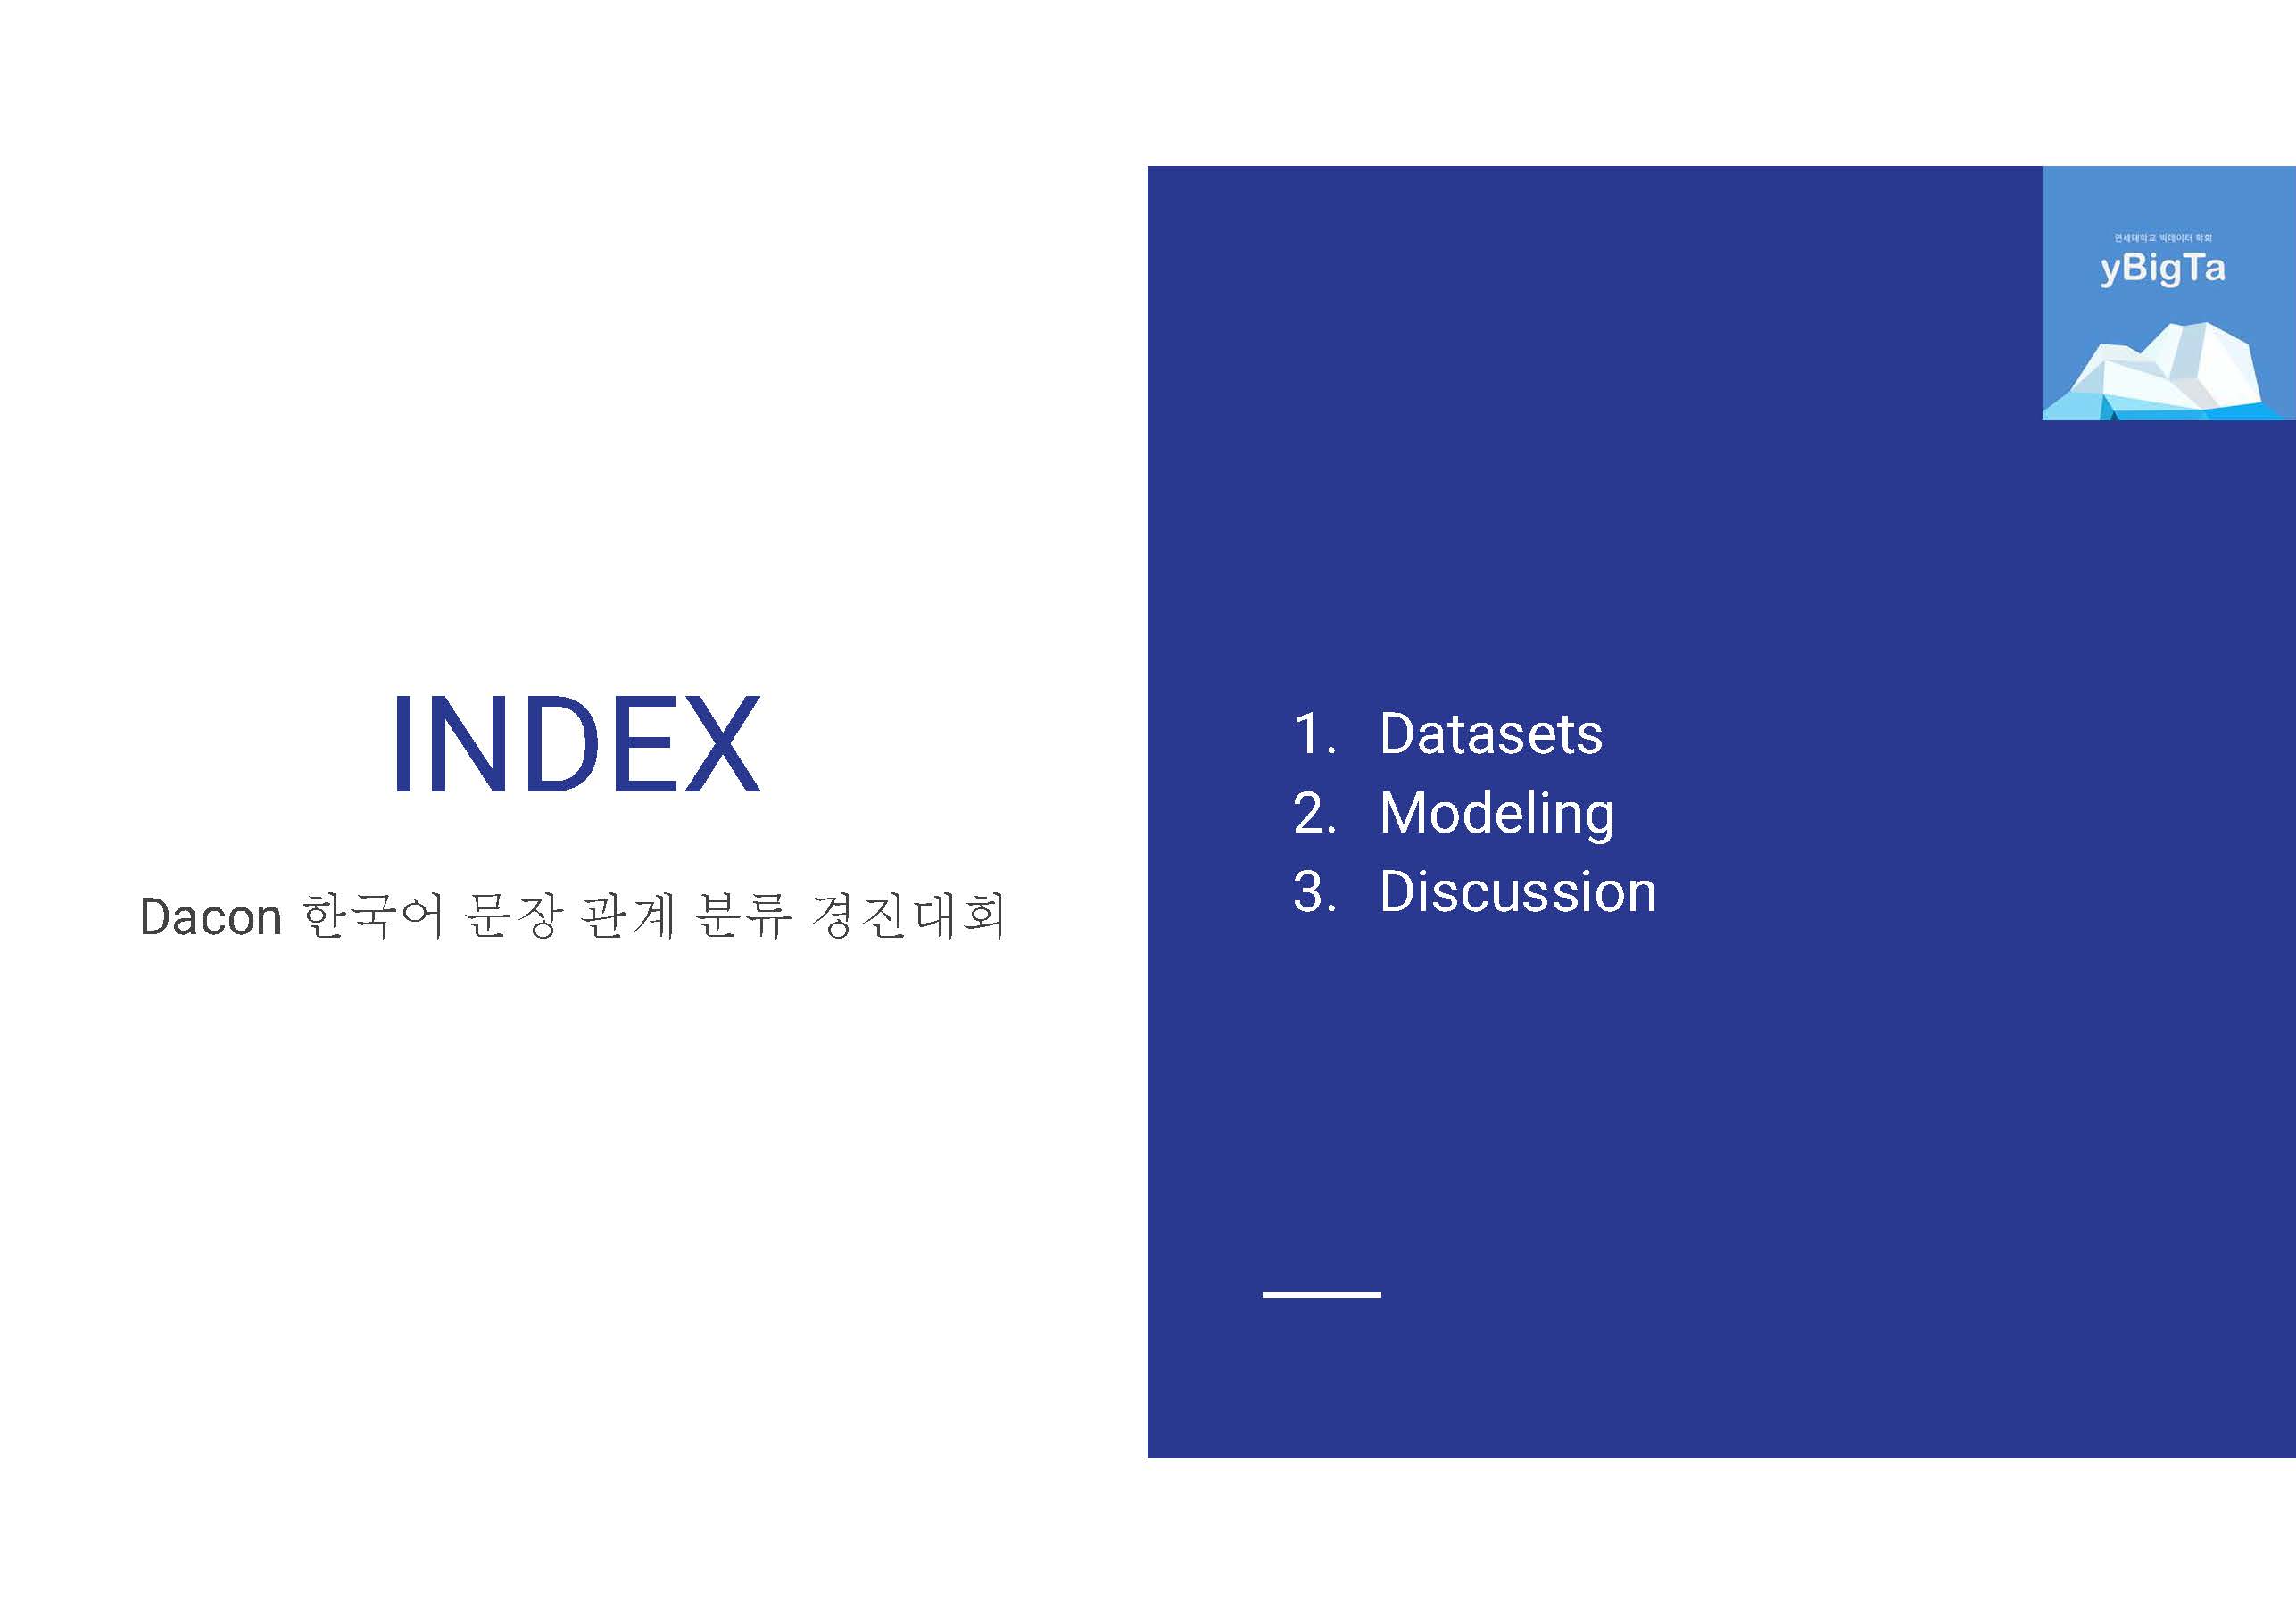 INDEX
Dacon 한국어 문장 관계 분류 경진대회
1. Datasets
2. Modeling
3. Discussion
연세대학교 빅데이터 학회
yBigTa